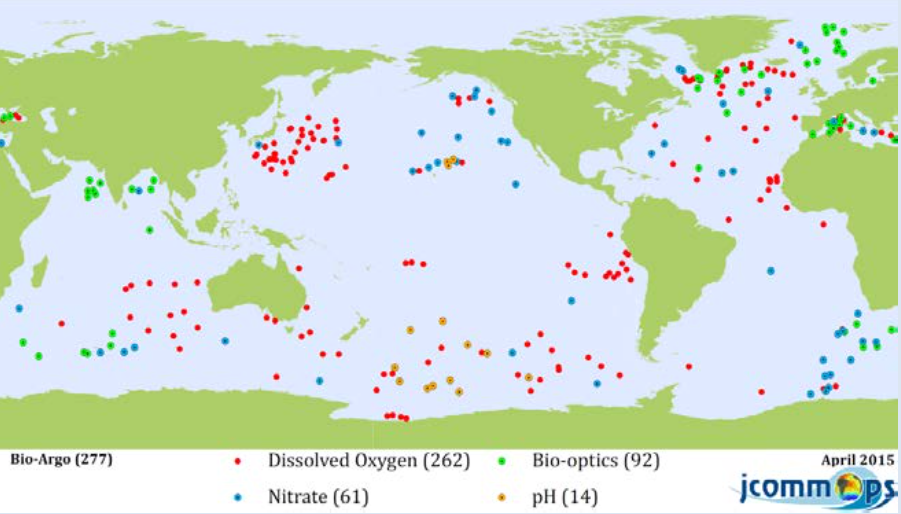 Bio-Argo (277)
Dissolved Oxygen (262)
Bio-optics (92)
April 2015
Nitrate (61)
pH (14)
jcommops